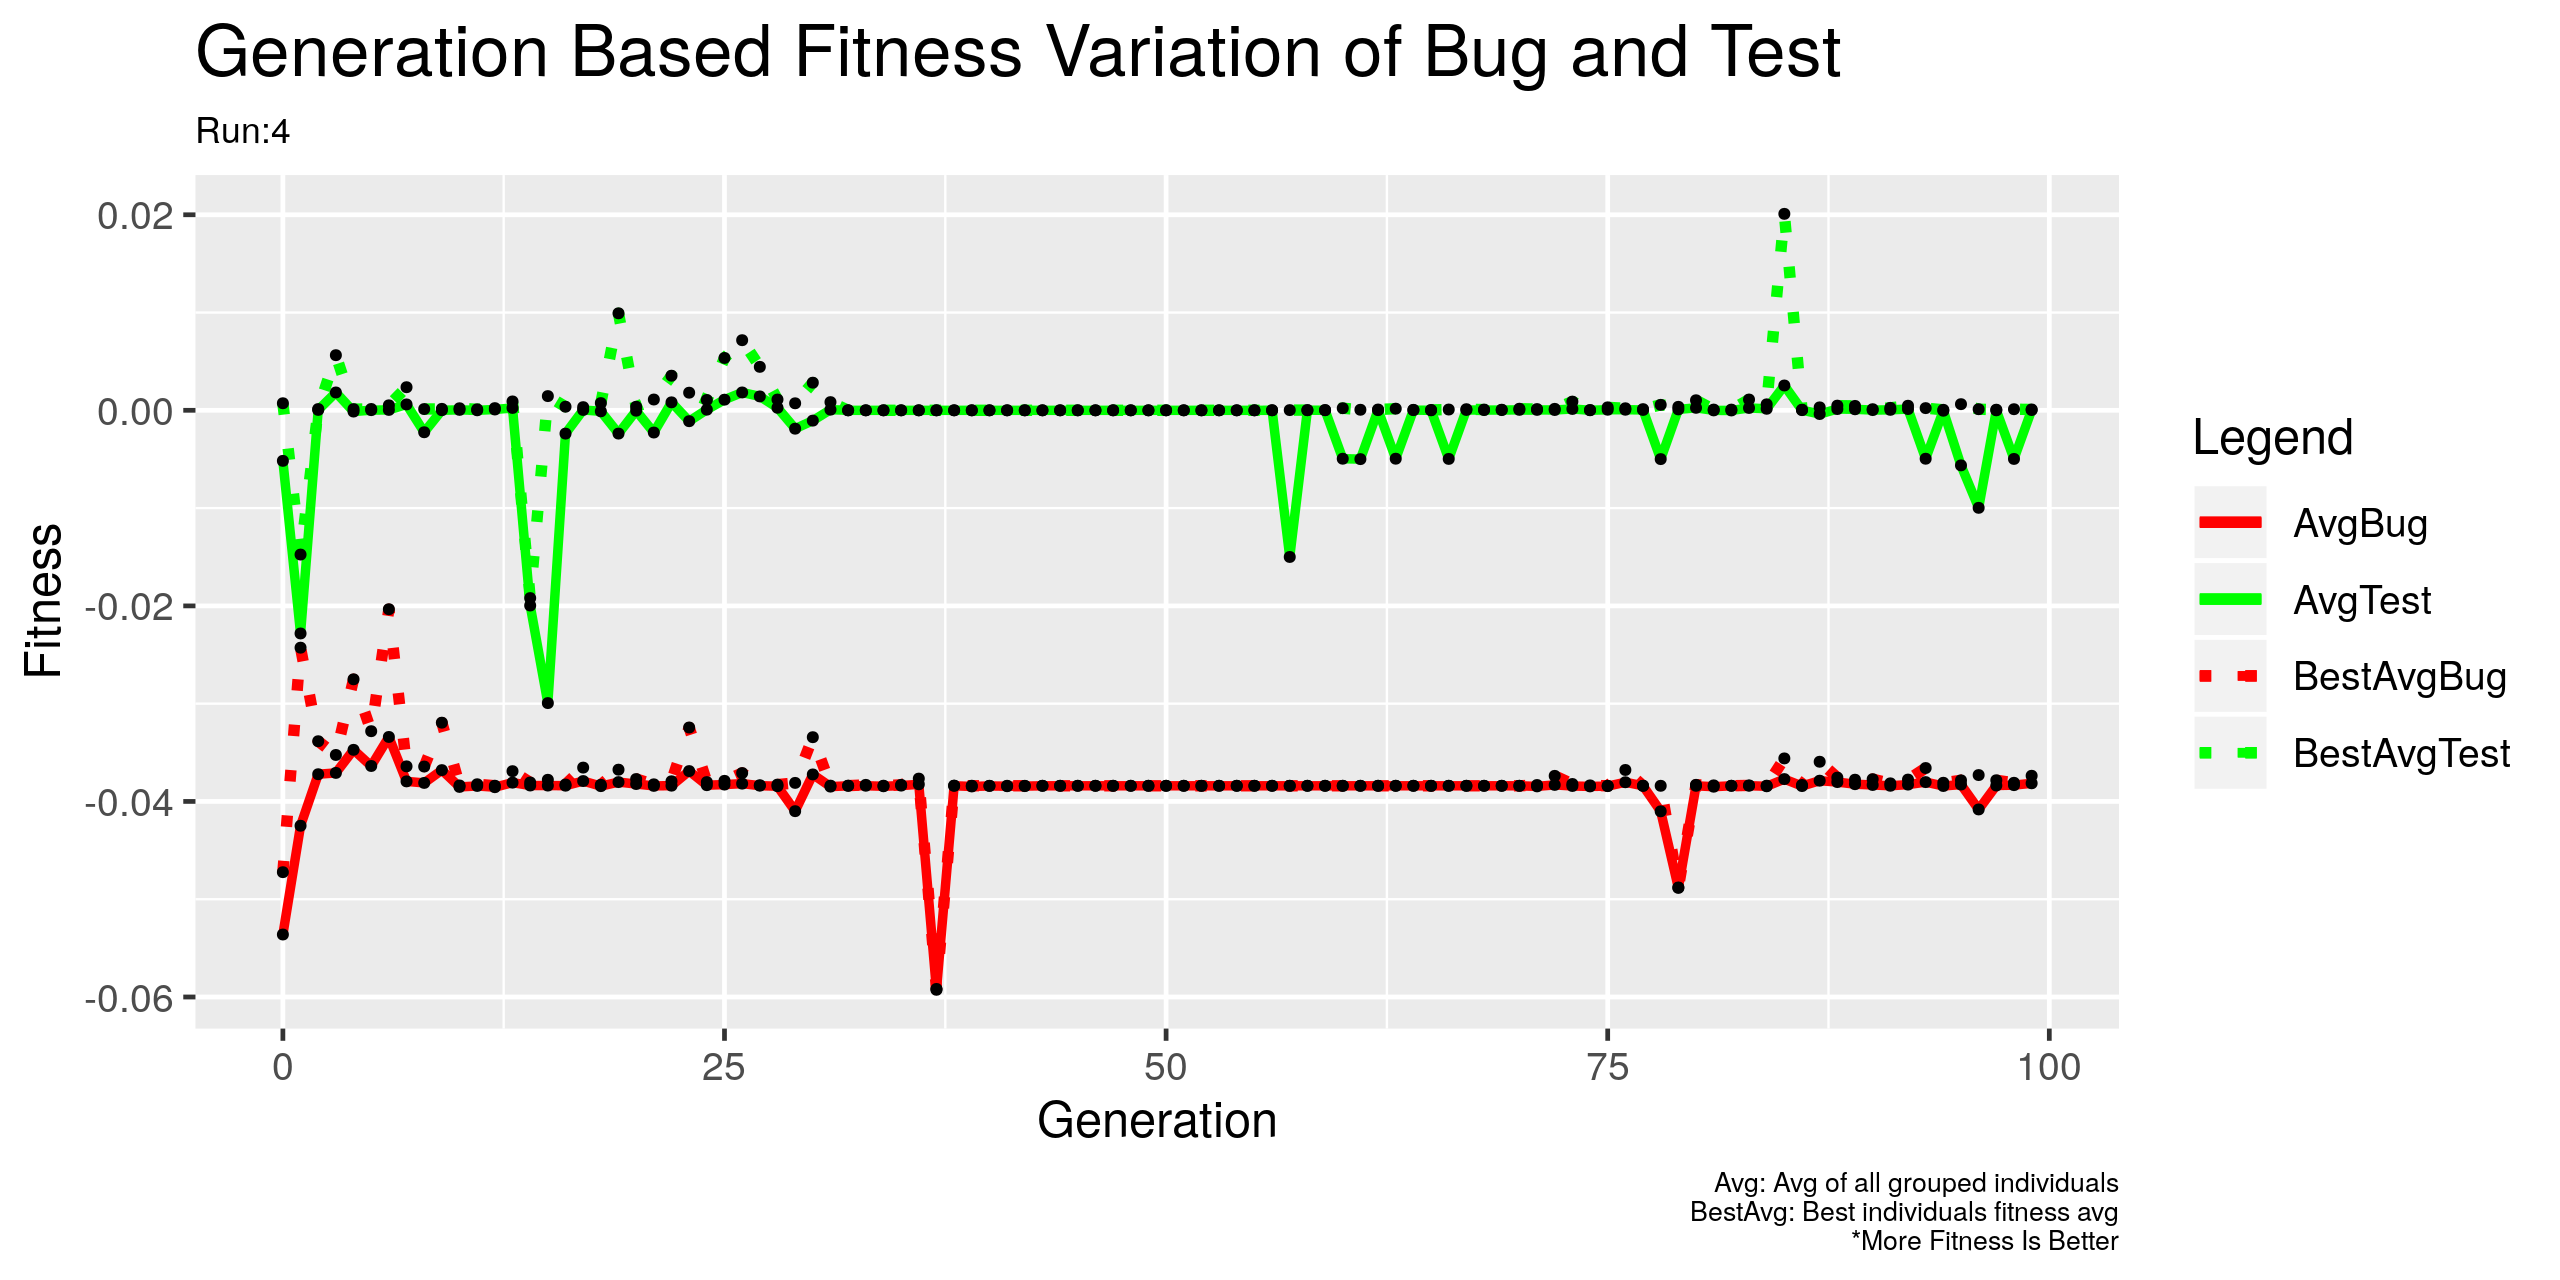 Generation Based Fitness Variation of Bug and Test
Run:4
0.02
0.00
-0.02
-0.04
-0.06
Fitness
0
25
50
75
100
Generation
Legend
AvgBug
AvgTest
BestAvgBug
BestAvgTest
Avg: Avg of all grouped individuals
BestAvg: Best individuals fitness avg
*More Fitness Is Better